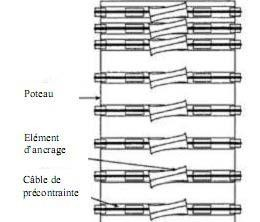 Poteau
Elément
d'ancrage
Câble de
précontrainte